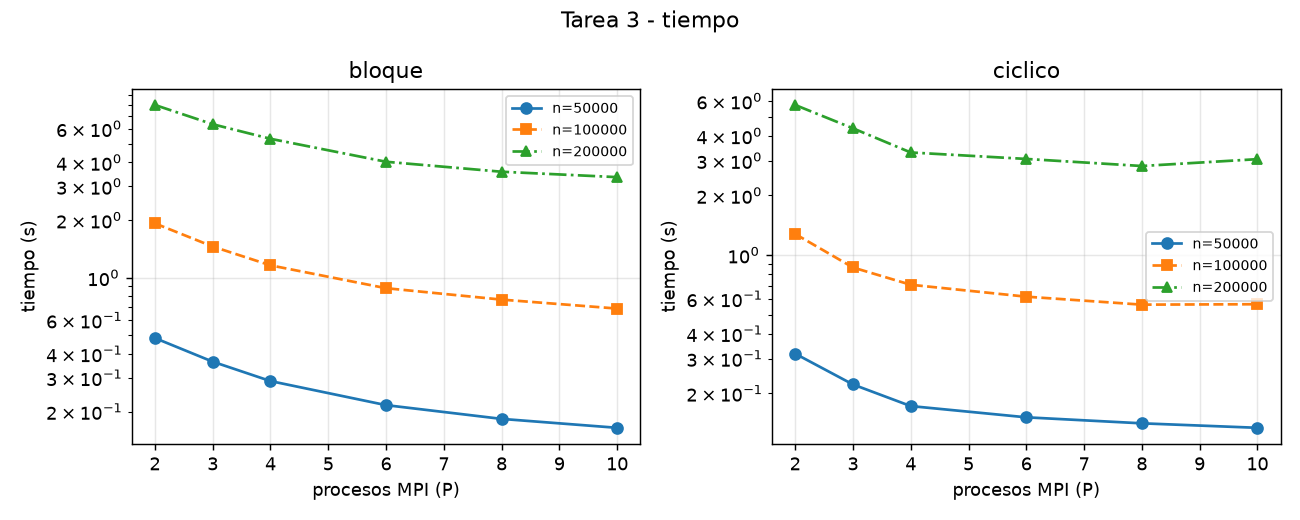 Tarea 3 - tiempo
bloque
tiempo (s)
6 × 10⁰
4 × 10⁰
3 × 10⁰
2 × 10⁰
10⁰
6 × 10⁻¹
4 × 10⁻¹
3 × 10⁻¹
2 × 10⁻¹
n=50000
n=100000
n=200000
2 3 4 5 6 7 8 9 10
procesos MPI (P)
ciclico
tiempo (s)
6 × 10⁰
4 × 10⁰
3 × 10⁰
2 × 10⁰
10⁰
6 × 10⁻¹
4 × 10⁻¹
3 × 10⁻¹
2 × 10⁻¹
n=50000
n=100000
n=200000
2 3 4 5 6 7 8 9 10
procesos MPI (P)